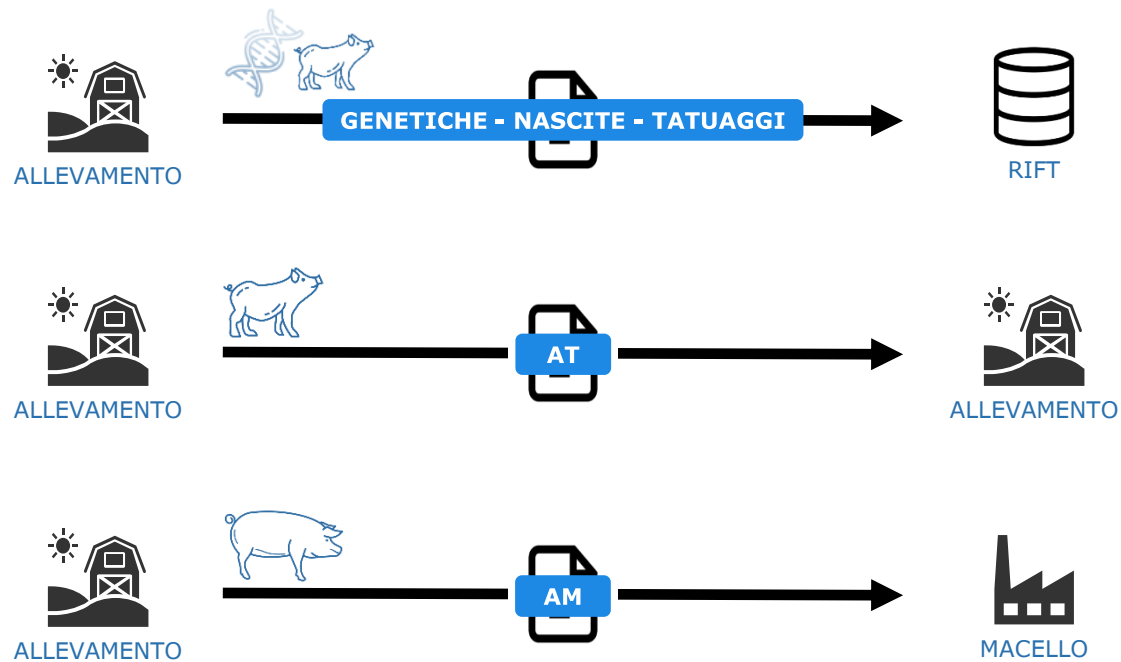 GENETICHE - NASCITE - TATUAGGI
ALLEVAMENTO
RIFT
AT
ALLEVAMENTO
ALLEVAMENTO
AM
ALLEVAMENTO
MACELLO